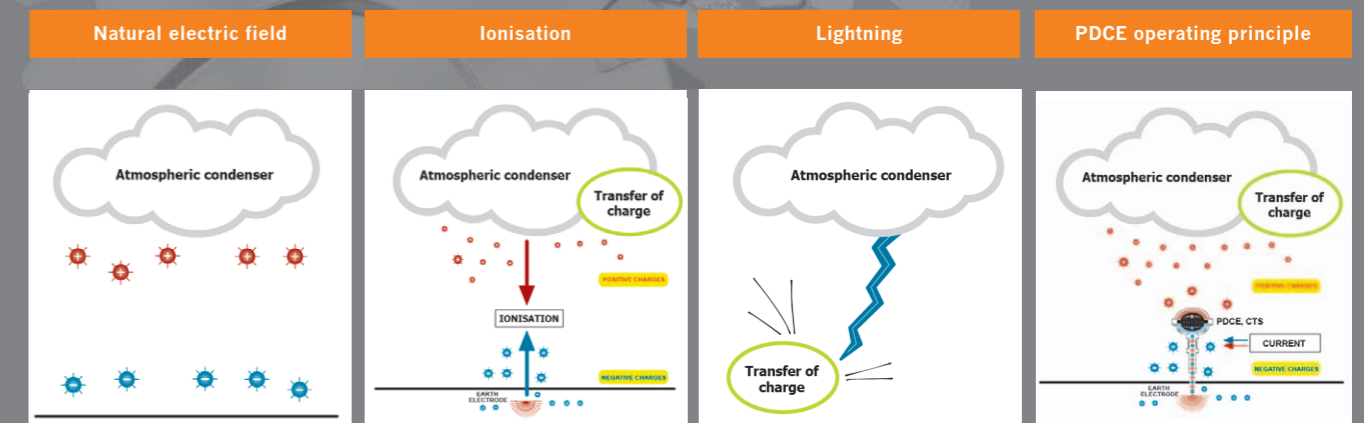 Natural electric field
Ionisation
Lightning
PDCE operating principle
Atmospheric condenser
Atmospheric condenser
Transfer of
charge
POSITIVE CHARGES
IONISATION
NEGATIVE CHARGES
EARTH
ELECTRODE
Atmospheric condenser
Transfer of
charge
Atmospheric condenser
Transfer of
charge
POSITIVE CHARGES
PDCE, CTS
CURRENT
NEGATIVE CHARGES
EARTH
ELECTRODE